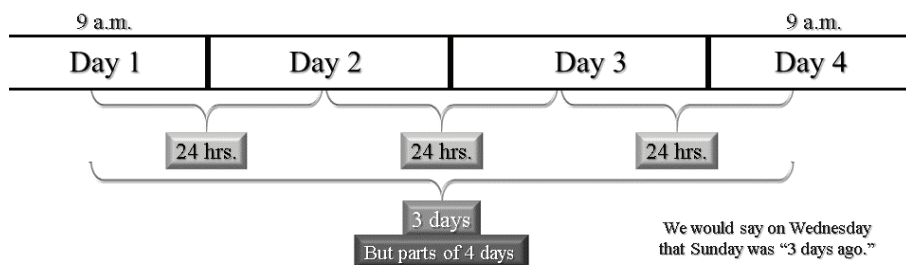 9 a.m. 9 a.m.
Day 1 Day 2 Day 3 Day 4
24 hrs. 24 hrs. 24 hrs.
3 days
But parts of 4 days
We would say on Wednesday
that Sunday was “3 days ago.”